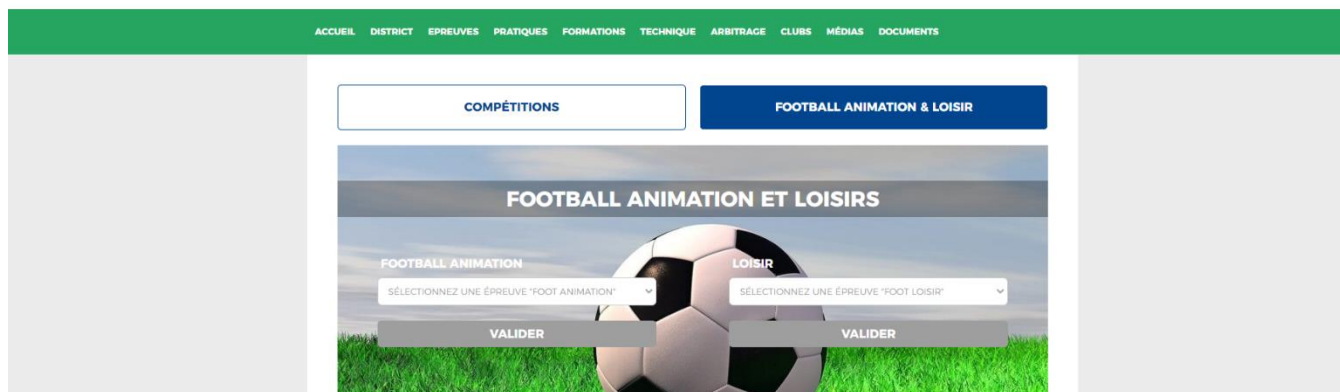 ACCUEIL DISTRICT EPREUVES PRATIQUES FORMATIONS TECHNIQUE ARBITRAGE CLUBS MÉDIAS DOCUMENTS
COMPÉTITIONS FOOTBALL ANIMATION & LOISIR
FOOTBALL ANIMATION ET LOISIRS
FOOTBALL ANIMATION LOISIR
SÉLECTIONNEZ UNE ÉPREUVE "FOOT ANIMATION" SÉLECTIONNEZ UNE ÉPREUVE "FOOT LOISIR"
VALIDER VALIDER